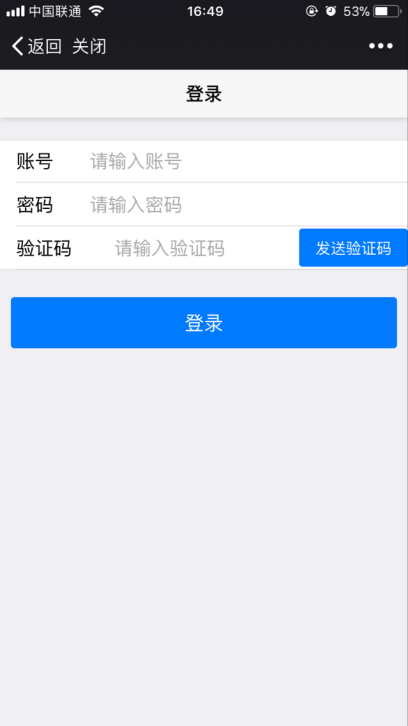 中国联通 16:49 53%
返回 关闭
登录
账号 请输入账号
密码 请输入密码
验证码 请输入验证码 发送验证码
登录